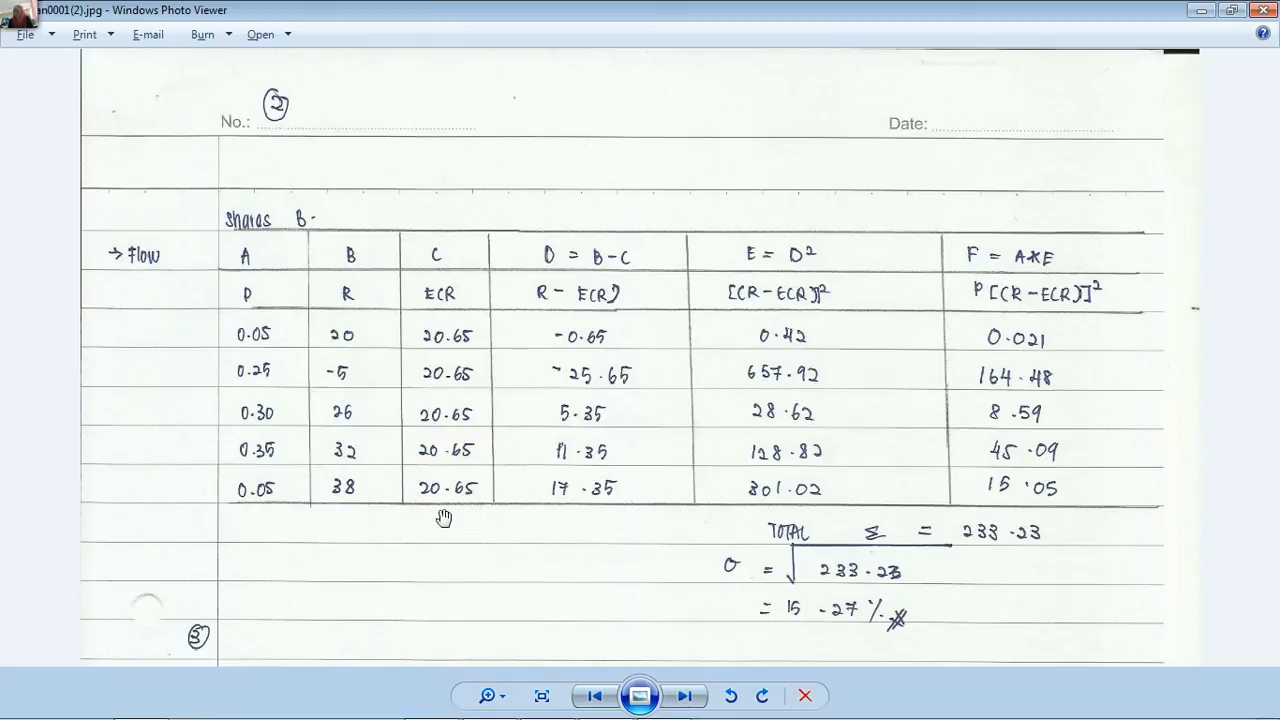 an0001(2).jpg - Windows Photo Viewer
File Print E-mail Burn Open
No.: 2 Date:
Shares B.
→ Flow A B C D = B-C E = D² F = A*E
P R E(R R - E(R) [(R-E(R)]² P[(R-E(R)]²
0.05 20 20.65 -0.65 0.42 0.021
0.25 -5 20.65 -25.65 657.92 164.48
0.30 26 20.65 5.35 28.62 8.59
0.35 32 20.65 11.35 128.82 45.09
0.05 38 20.65 17.35 301.02 15.05
TOTAL Σ = 233.23
σ = √233.23
= 15.27%
3